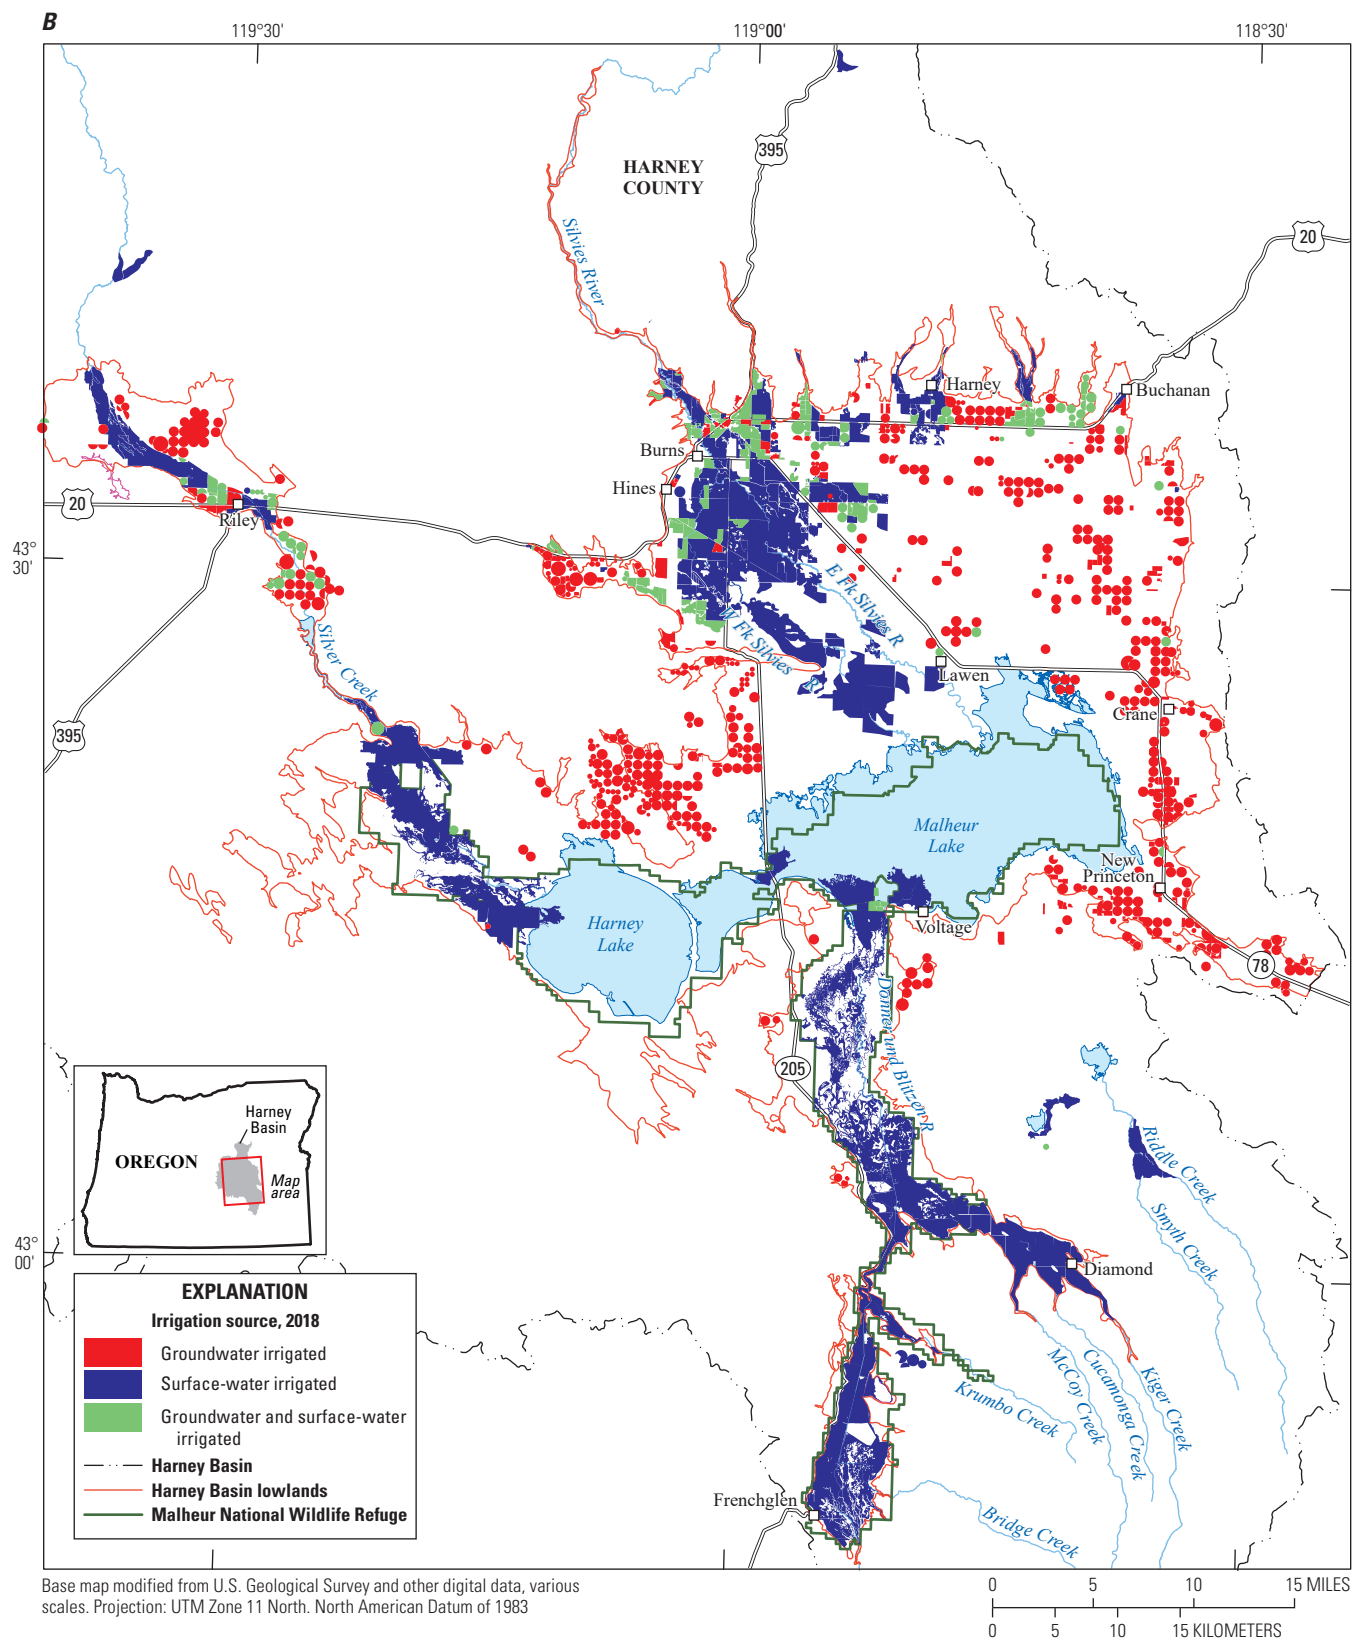 B
119°30'
119°00'
118°30'
395
HARNEY
COUNTY
20
Silvies River
Harney
Buchanan
Burns
Hines
20
Riley
43°
30'
E Fk Silvies R
W Fk Silvies R
Silver Creek
Lawen
Crane
395
Malheur
Lake
New
Princeton
Harney
Lake
Voltage
78
Donner und Blitzen R
205
OREGON
Harney
Basin
Map
area
Riddle Creek
Smyth Creek
43°
00'
Diamond
EXPLANATION
Irrigation source, 2018
Groundwater irrigated
Surface-water irrigated
Groundwater and surface-water
irrigated
Harney Basin
Harney Basin lowlands
Malheur National Wildlife Refuge
Krumbo Creek
McCoy Creek
Cucamonga Creek
Kiger Creek
Frenchglen
Bridge Creek
Base map modified from U.S. Geological Survey and other digital data, various
scales. Projection: UTM Zone 11 North. North American Datum of 1983
0 5 10 15 MILES
0 5 10 15 KILOMETERS